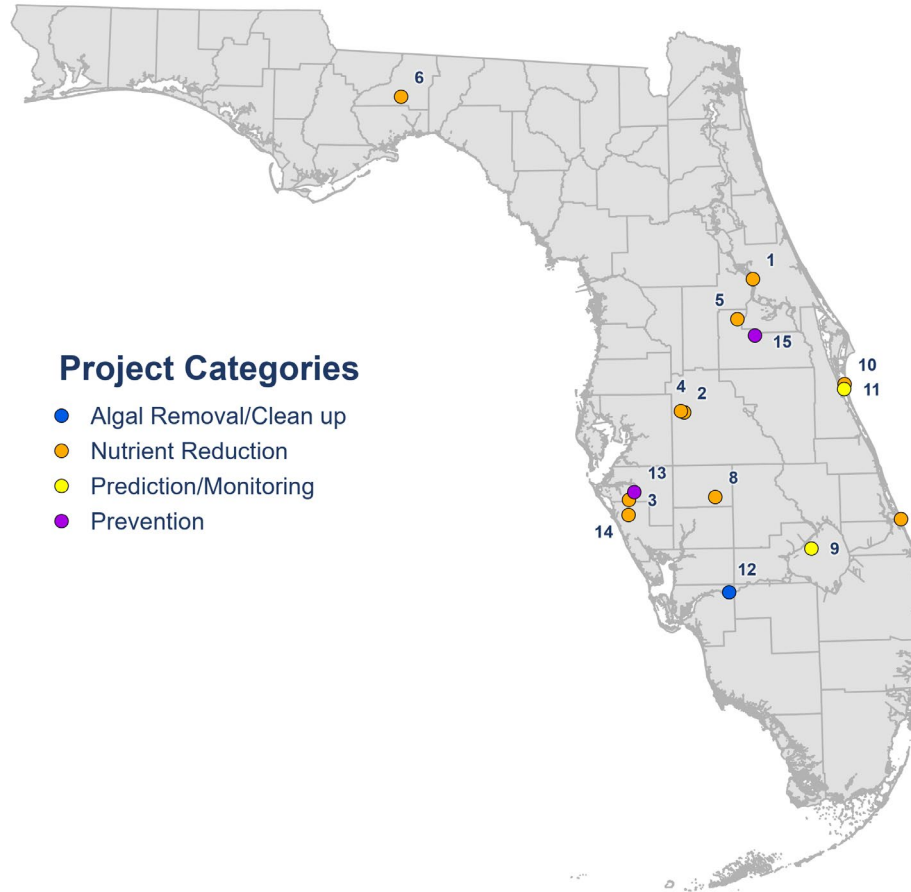 6
1
5
15
10
11
Project Categories
Algal Removal/Clean up
Nutrient Reduction
Prediction/Monitoring
Prevention
4 2
13
3
8
14
9
12